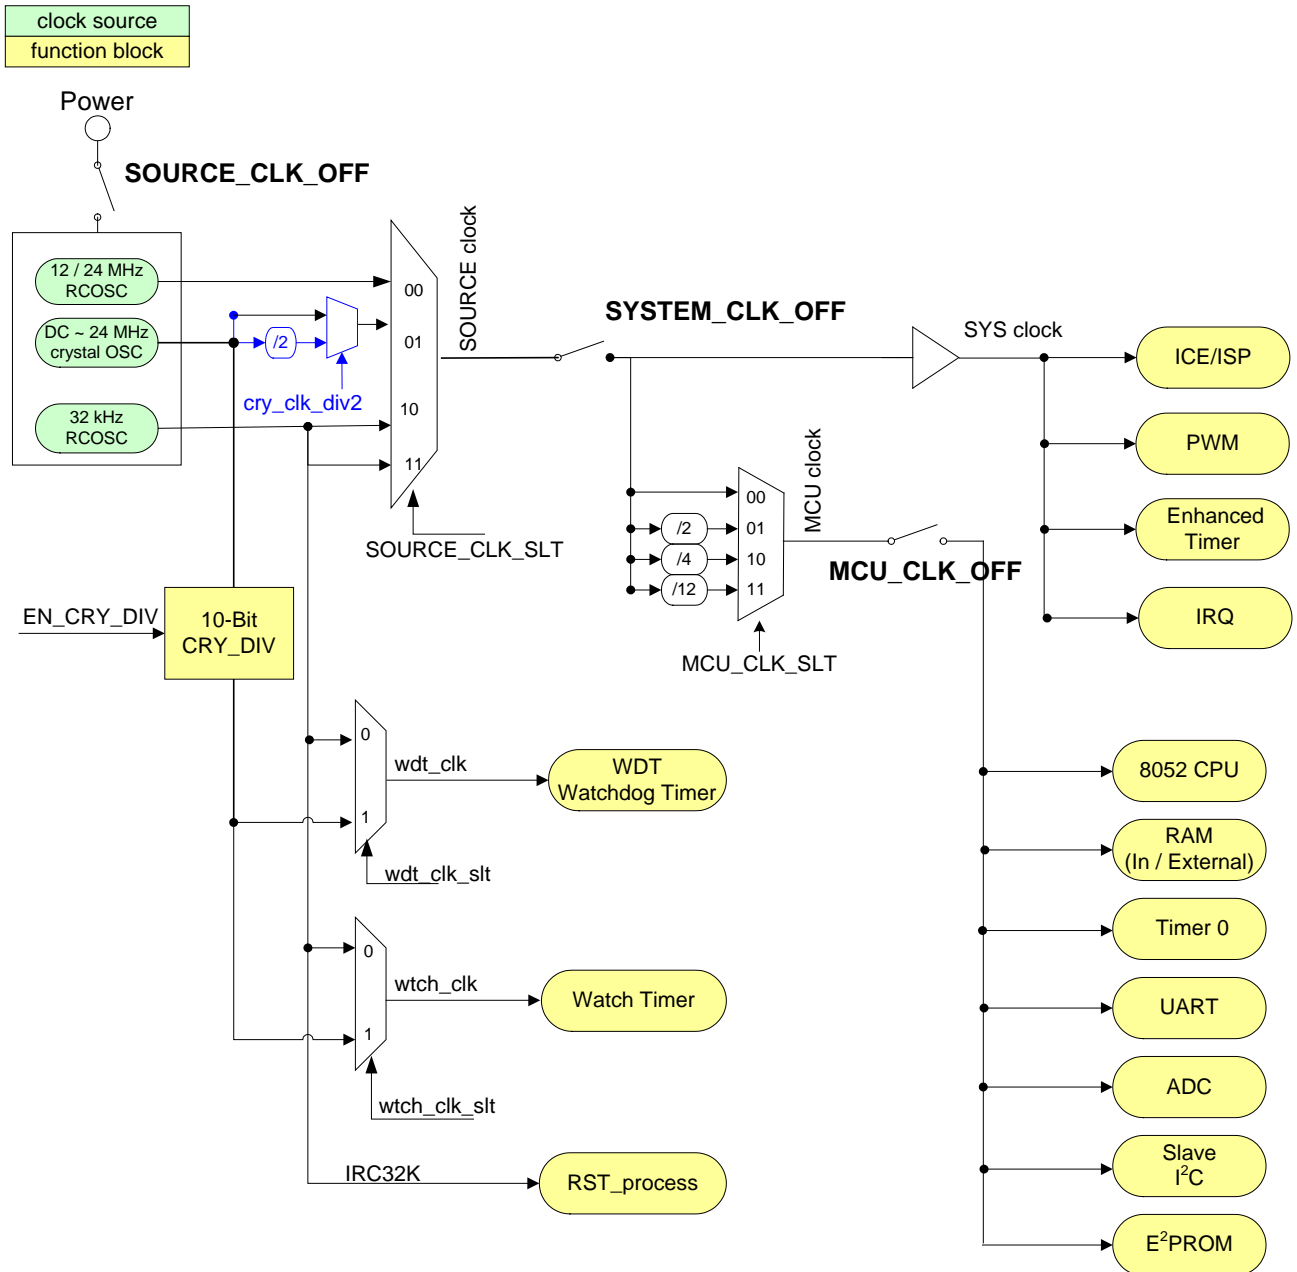 clock source
function block
Power
SOURCE_CLK_OFF
12 / 24 MHz
RCOSC
DC ~ 24 MHz
crystal OSC
32 kHz
RCOSC
/2
cry_clk_div2
00
01
10
11
SOURCE clock
SOURCE_CLK_SLT
SYSTEM_CLK_OFF
SYS clock
ICE/ISP
PWM
Enhanced
Timer
IRQ
00
/2
01
/4
10
/12
11
MCU clock
MCU_CLK_OFF
MCU_CLK_SLT
EN_CRY_DIV
10-Bit
CRY_DIV
0
1
wdt_clk
wdt_clk_slt
WDT
Watchdog Timer
0
1
wtch_clk
wtch_clk_slt
Watch Timer
IRC32K
RST_process
8052 CPU
RAM
(In / External)
Timer 0
UART
ADC
Slave
I²C
E²PROM